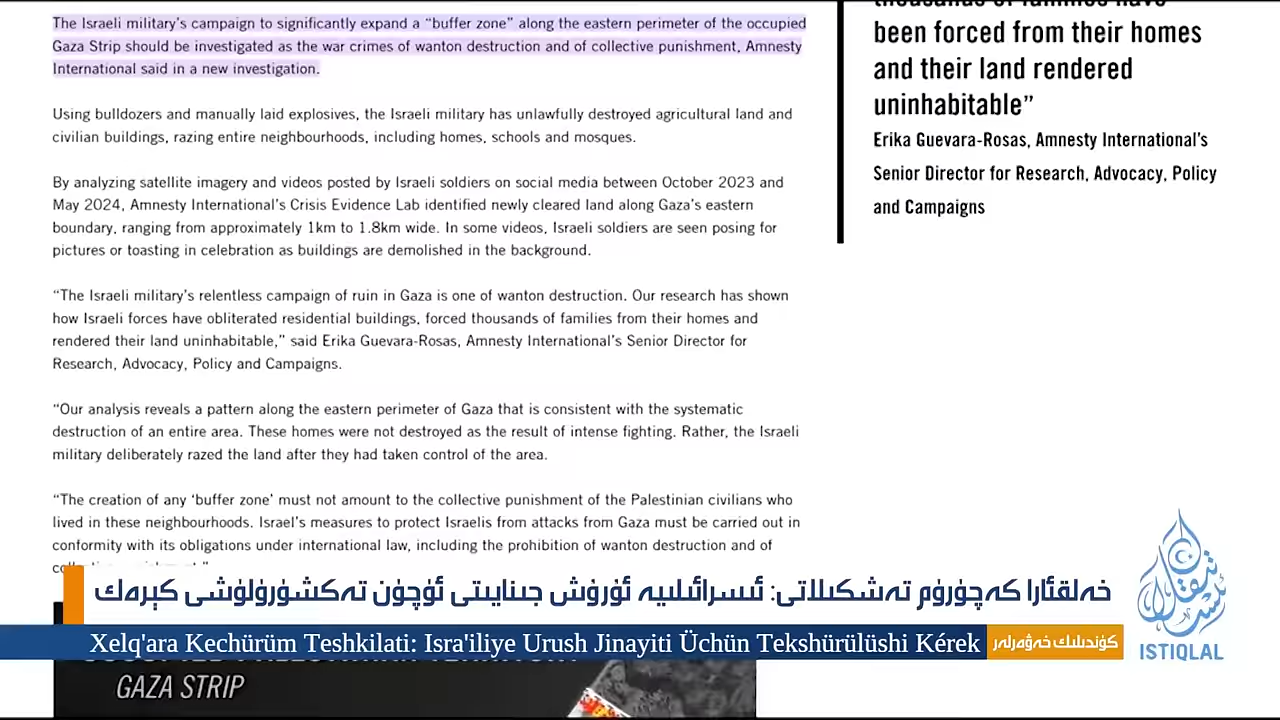 The Israeli military's campaign to significantly expand a “buffer zone” along the eastern perimeter of the occupied
Gaza Strip should be investigated as the war crimes of wanton destruction and of collective punishment, Amnesty
International said in a new investigation.
Using bulldozers and manually laid explosives, the Israeli military has unlawfully destroyed agricultural land and
civilian buildings, razing entire neighbourhoods, including homes, schools and mosques.
By analyzing satellite imagery and videos posted by Israeli soldiers on social media between October 2023 and
May 2024, Amnesty International's Crisis Evidence Lab identified newly cleared land along Gaza's eastern
boundary, ranging from approximately 1km to 1.8km wide. In some videos, Israeli soldiers are seen posing for
pictures or toasting in celebration as buildings are demolished in the background.
“The Israeli military's relentless campaign of ruin in Gaza is one of wanton destruction. Our research has shown
how Israeli forces have obliterated residential buildings, forced thousands of families from their homes and
rendered their land uninhabitable,” said Erika Guevara-Rosas, Amnesty International's Senior Director for
Research, Advocacy, Policy and Campaigns.
“Our analysis reveals a pattern along the eastern perimeter of Gaza that is consistent with the systematic
destruction of an entire area. These homes were not destroyed as the result of intense fighting. Rather, the Israeli
military deliberately razed the land after they had taken control of the area.
“The creation of any ‘buffer zone’ must not amount to the collective punishment of the Palestinian civilians who
lived in these neighbourhoods. Israel's measures to protect Israelis from attacks from Gaza must be carried out in
conformity with its obligations under international law, including the prohibition of wanton destruction and of
thousands of families have
been forced from their homes
and their land rendered
uninhabitable”
Erika Guevara-Rosas, Amnesty International's
Senior Director for Research, Advocacy, Policy
and Campaigns
خەلقئارا كەچۈرۈم تەشكىلاتى: ئىسرائىلىيە ئۇرۇش جىنايىتى ئۈچۈن تەكشۈرۈلۈشى كېرەك
Xelq'ara Kechürüm Teshkilati: Isra'iliye Urush Jinayiti Üchün Tekshürülüshi Kérek
كۈندىلىك خەۋەرلەر
ISTIQLAL
GAZA STRIP